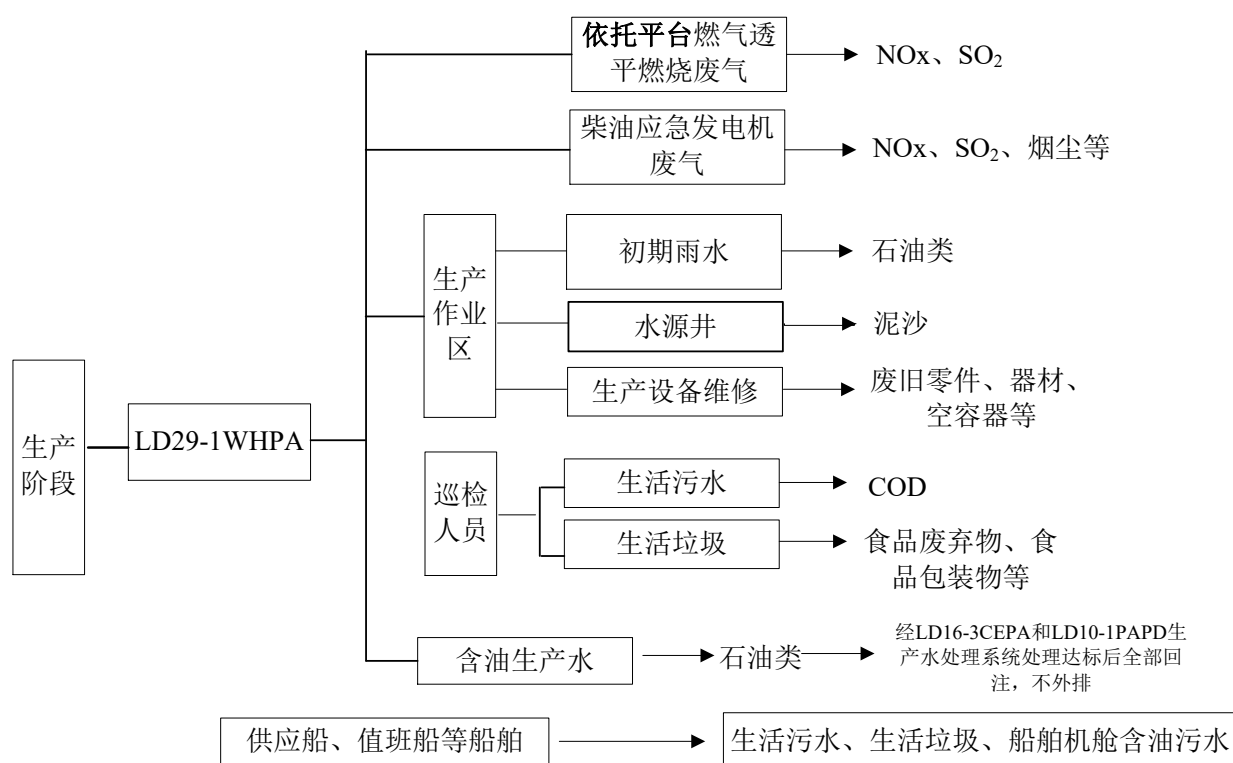 依托平台燃气透
平燃烧废气
NOx、SO₂
柴油应急发电机
废气
NOx、SO₂、烟尘等
生产
作业
区
初期雨水
石油类
水源井
泥沙
生产设备维修
废旧零件、器材、
空容器等
生产
阶段
LD29-1WHPA
巡检
人员
生活污水
COD
生活垃圾
食品废弃物、食
品包装物等
含油生产水
石油类
经LD16-3CEPA和LD10-1PAPD生
产水处理系统处理达标后全部回
注，不外排
供应船、值班船等船舶
生活污水、生活垃圾、船舶机舱含油污水